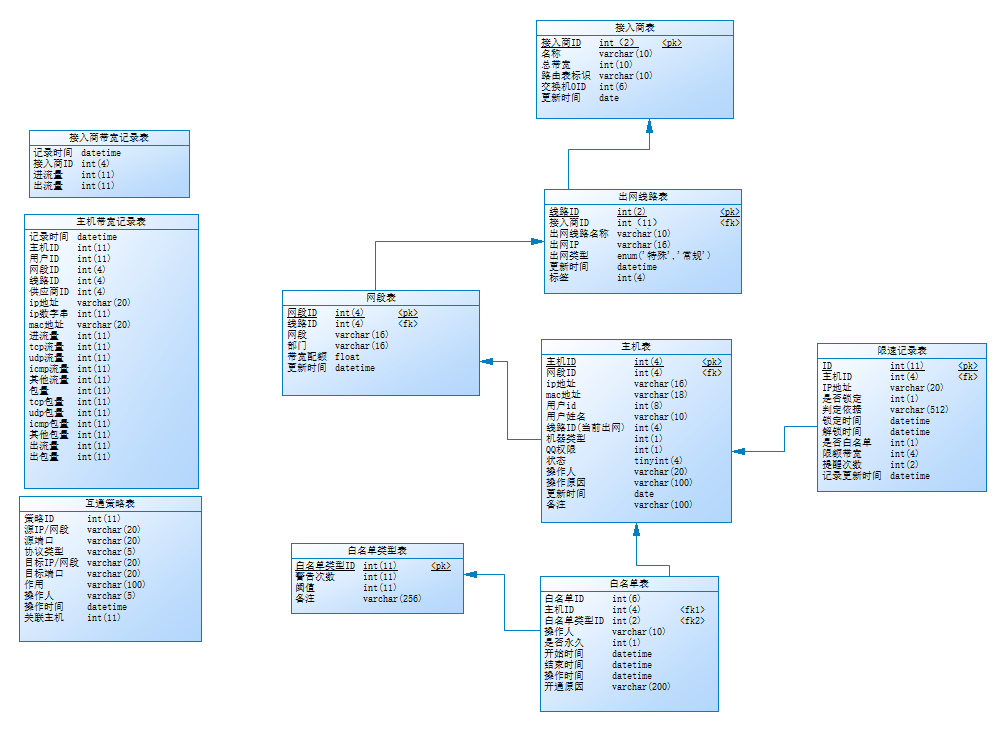 接入商表
接入商ID int（2） <pk>
名称 varchar(10)
总带宽 int(10)
路由表标识 varchar(10)
交换机OID int(6)
更新时间 date
接入商带宽记录表
记录时间 datetime
接入商ID int(4)
进流量 int(11)
出流量 int(11)
出网线路表
线路ID int(2) <pk>
接入商ID int（11） <fk>
出网线路名称 varchar(10)
出网IP varchar(16)
出网类型 enum('特殊','常规')
更新时间 datetime
标签 int(4)
主机带宽记录表
记录时间 datetime
主机ID int(11)
用户ID int(11)
网段ID int(4)
线路ID int(4)
供应商ID int(4)
ip地址 varchar(20)
ip数字串 int(11)
mac地址 varchar(20)
进流量 int(11)
tcp流量 int(11)
udp流量 int(11)
icmp流量 int(11)
其他流量 int(11)
包量 int(11)
tcp包量 int(11)
udp包量 int(11)
icmp包量 int(11)
其他包量 int(11)
出流量 int(11)
出包量 int(11)
网段表
网段ID int(4) <pk>
线路ID int(4) <fk>
网段 varchar(16)
部门 varchar(16)
带宽配额 float
更新时间 datetime
主机表
主机ID int(4) <pk>
网段ID int(4) <fk>
ip地址 varchar(16)
mac地址 varchar(18)
用户id int(8)
用户姓名 varchar(10)
线路ID(当前出网) int(4)
机器类型 int(1)
QQ权限 int(1)
状态 tinyint(4)
操作人 varchar(20)
操作原因 varchar(100)
更新时间 date
备注 varchar(100)
限速记录表
ID int(11) <pk>
主机ID int(4) <fk>
IP地址 varchar(20)
是否锁定 int(1)
判定依据 varchar(512)
锁定时间 datetime
解锁时间 datetime
是否白名单 int(1)
限额带宽 int(4)
提醒次数 int(2)
记录更新时间 datetime
互通策略表
策略ID int(11)
源IP/网段 varchar(20)
源端口 varchar(20)
协议类型 varchar(5)
目标IP/网段 varchar(20)
目标端口 varchar(20)
作用 varchar(100)
操作人 varchar(5)
操作时间 datetime
关联主机 int(11)
白名单类型表
白名单类型ID int(11) <pk>
警告次数 int(11)
阈值 int(11)
备注 varchar(256)
白名单表
白名单ID int(6)
主机ID int(4) <fk1>
白名单类型ID int(2) <fk2>
操作人 varchar(10)
是否永久 int(1)
开始时间 datetime
结束时间 datetime
操作时间 datetime
开通原因 varchar(200)